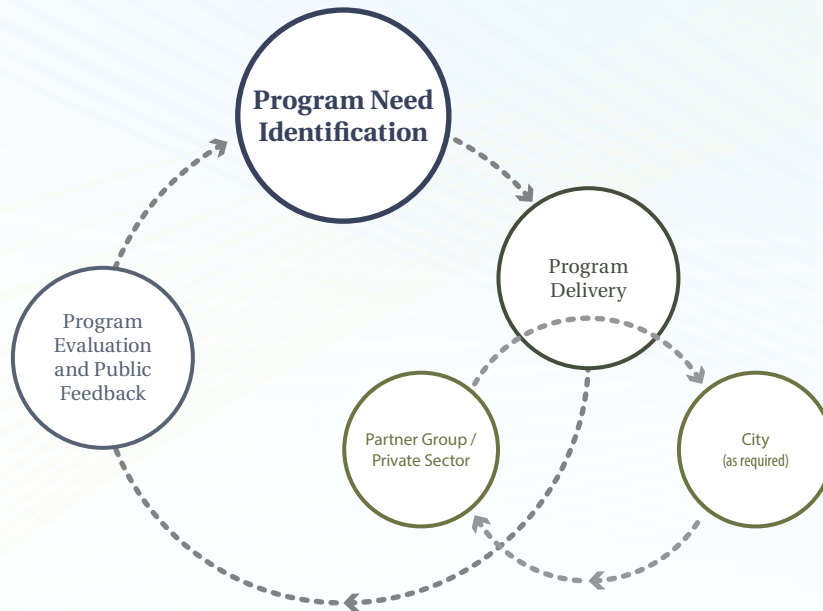 Program Need
Identification
Program
Delivery
Program
Evaluation
and Public
Feedback
Partner Group /
Private Sector
City
(as required)